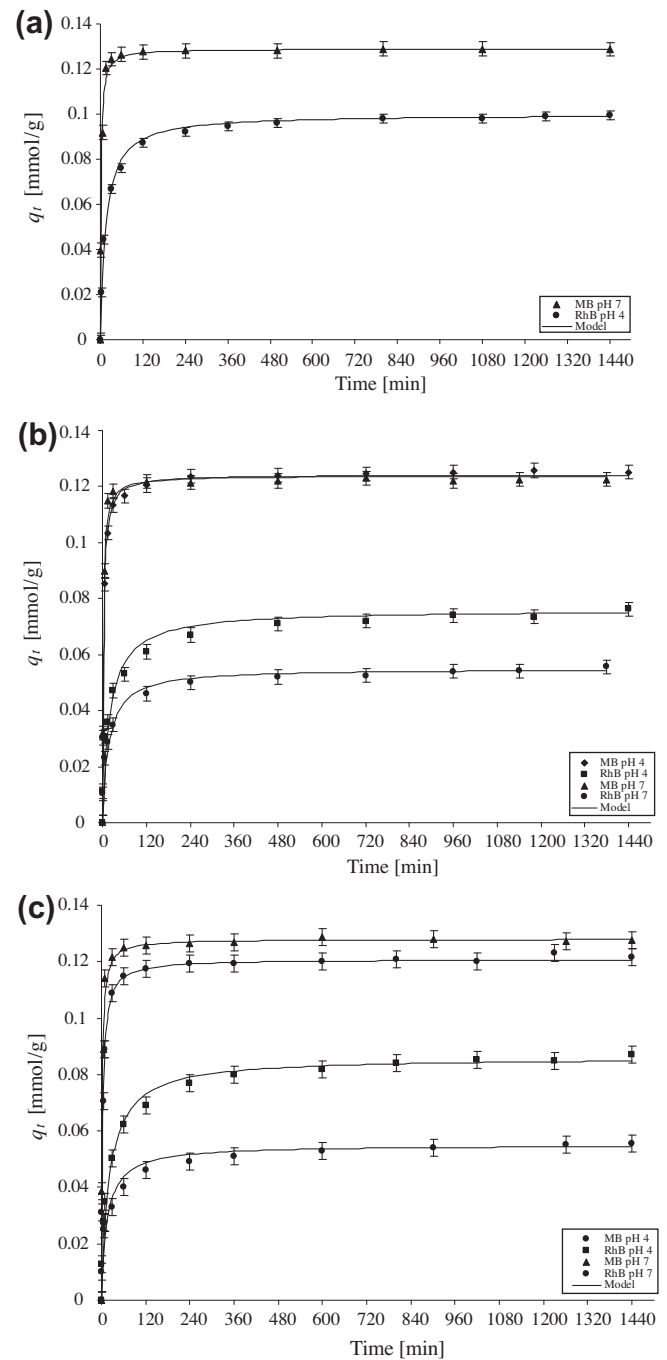 (a)
0.14
0.12
0.1
0.08
0.06
0.04
0.02
0
qt [mmol/g]
MB pH 7
RhB pH 4
Model
0 120 240 360 480 600 720 840 960 1080 1200 1320 1440
Time [min]
(b)
0.14
0.12
0.1
0.08
0.06
0.04
0.02
0
qt [mmol/g]
MB pH 4
RhB pH 4
MB pH 7
RhB pH 7
Model
0 120 240 360 480 600 720 840 960 1080 1200 1320 1440
Time [min]
(c)
0.14
0.12
0.1
0.08
0.06
0.04
0.02
0
qt [mmol/g]
MB pH 4
RhB pH 4
MB pH 7
RhB pH 7
Model
0 120 240 360 480 600 720 840 960 1080 1200 1320 1440
Time [min]